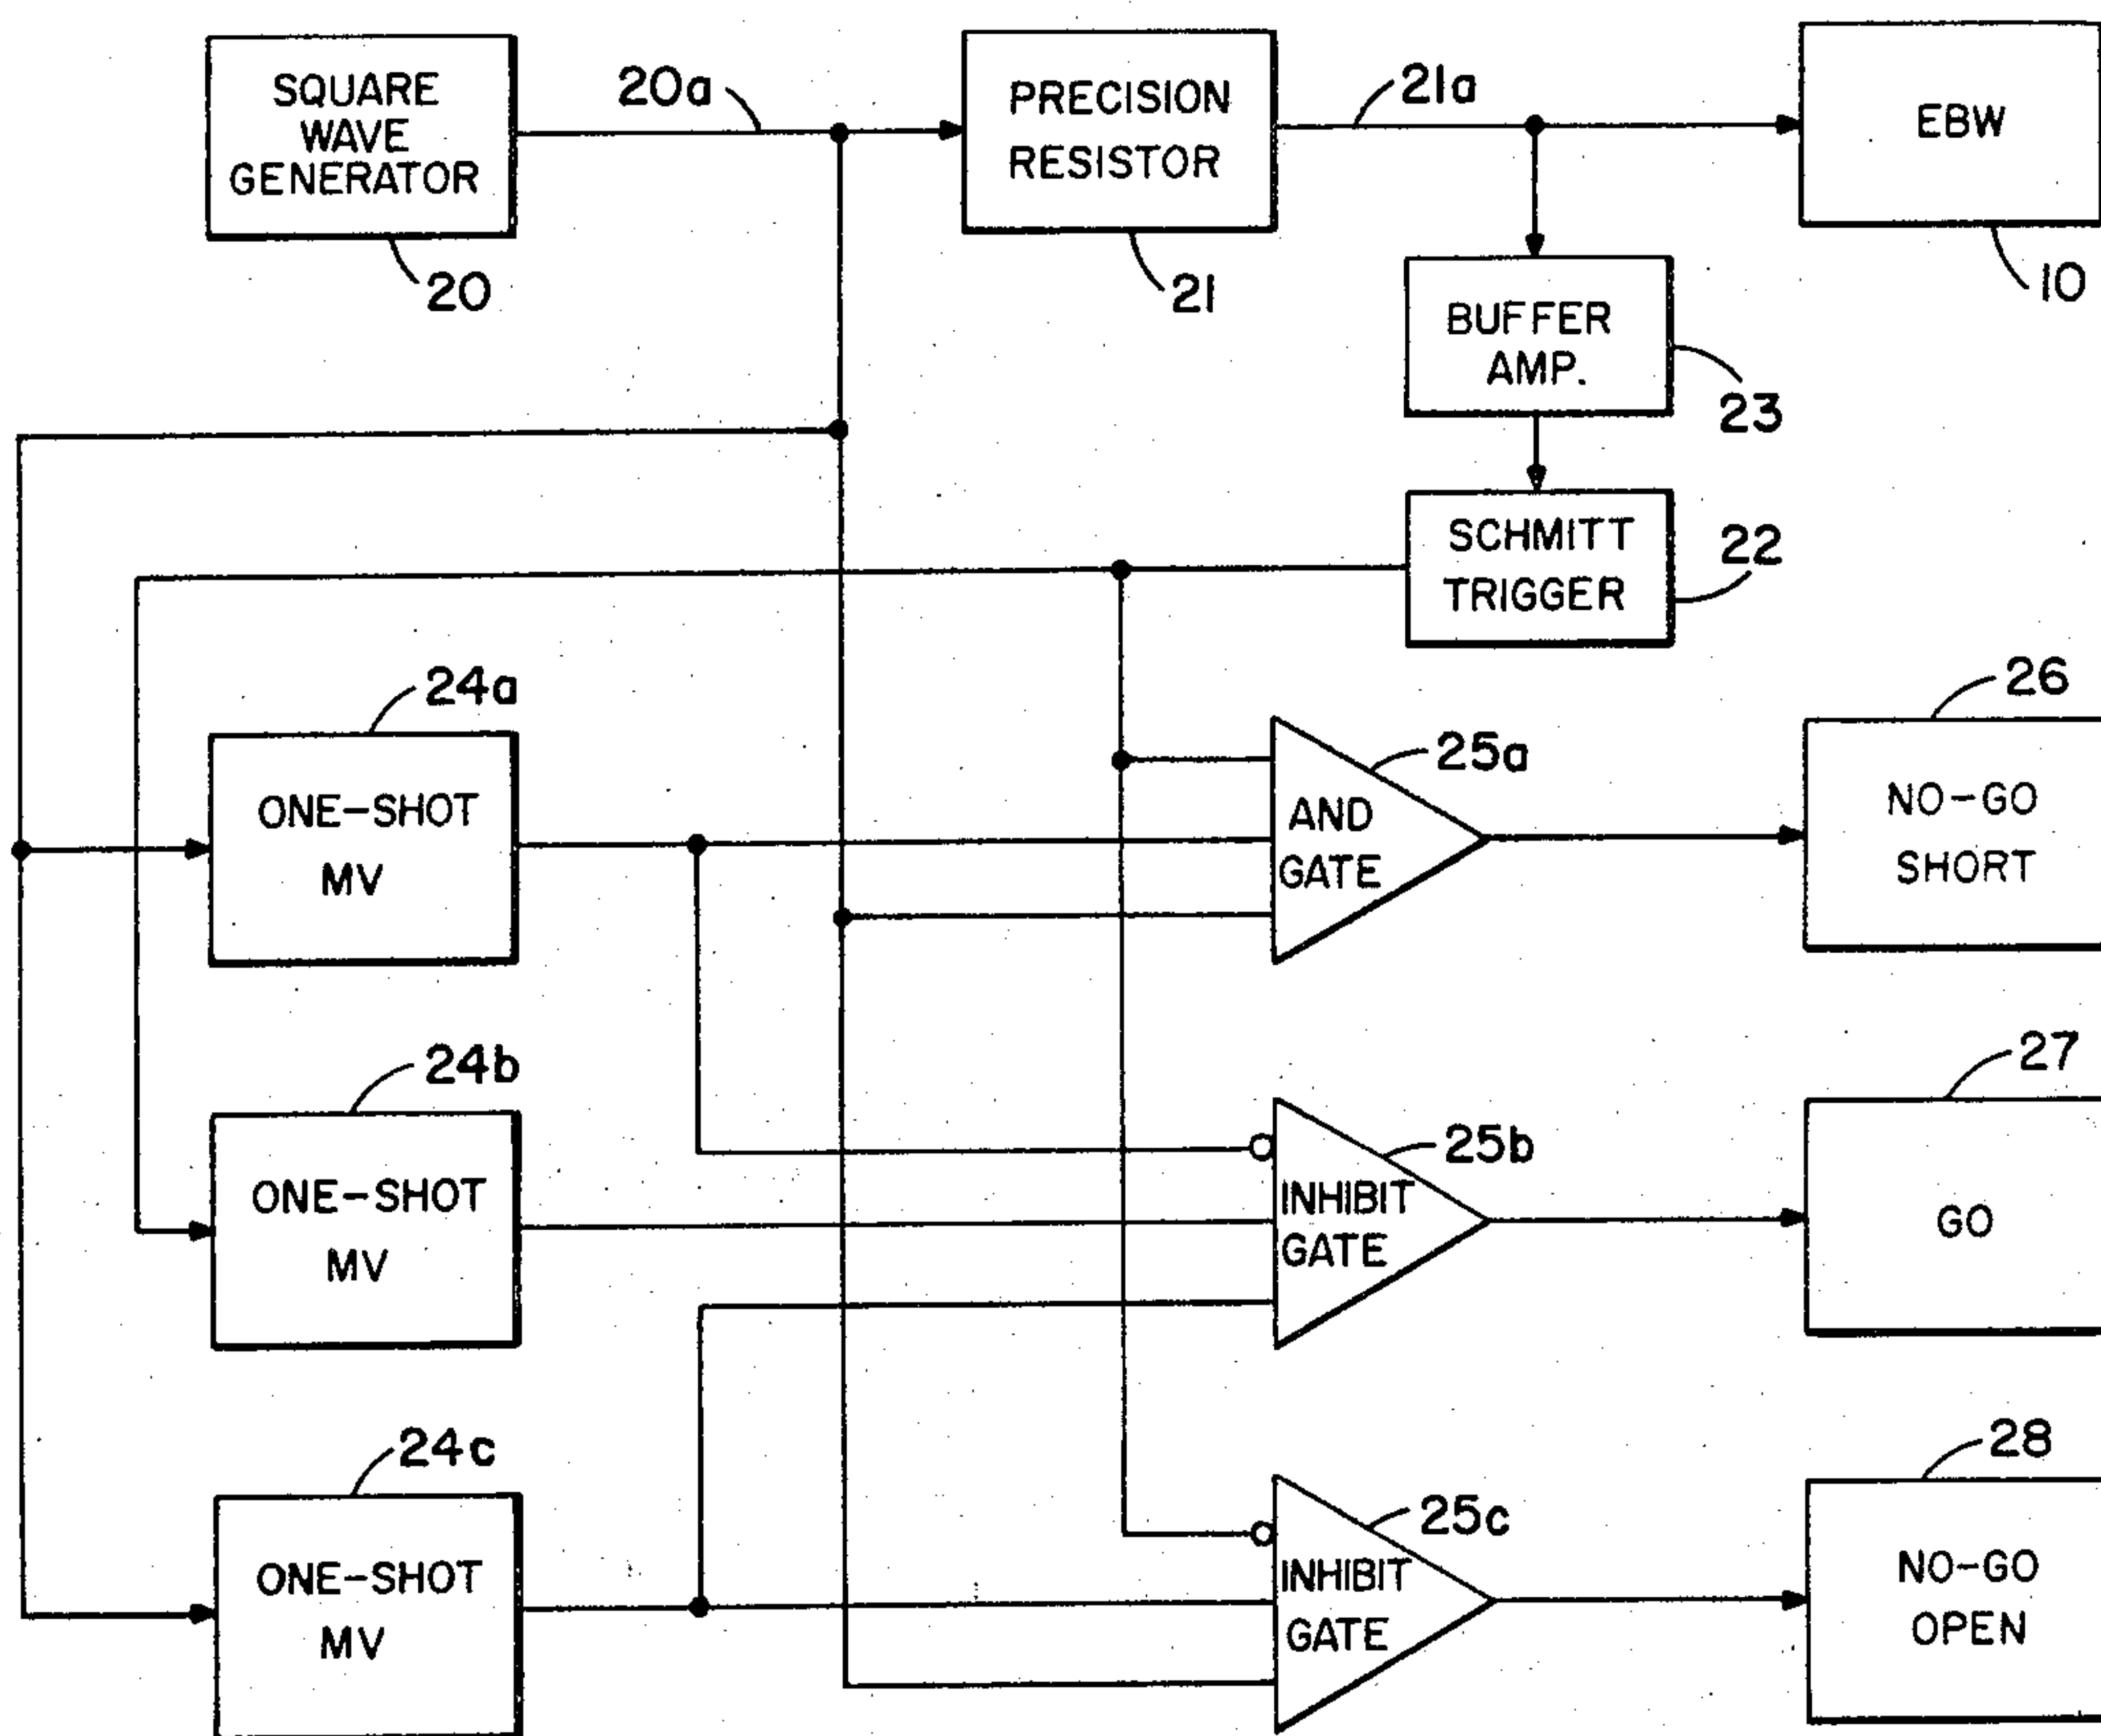 SQUARE
WAVE
GENERATOR
20
20a
PRECISION
RESISTOR
21
21a
EBW
10
BUFFER
AMP.
23
SCHMITT
TRIGGER
22
24a
ONE-SHOT
MV
25a
AND
GATE
26
NO-GO
SHORT
24b
ONE-SHOT
MV
25b
INHIBIT
GATE
27
GO
24c
ONE-SHOT
MV
25c
INHIBIT
GATE
28
NO-GO
OPEN